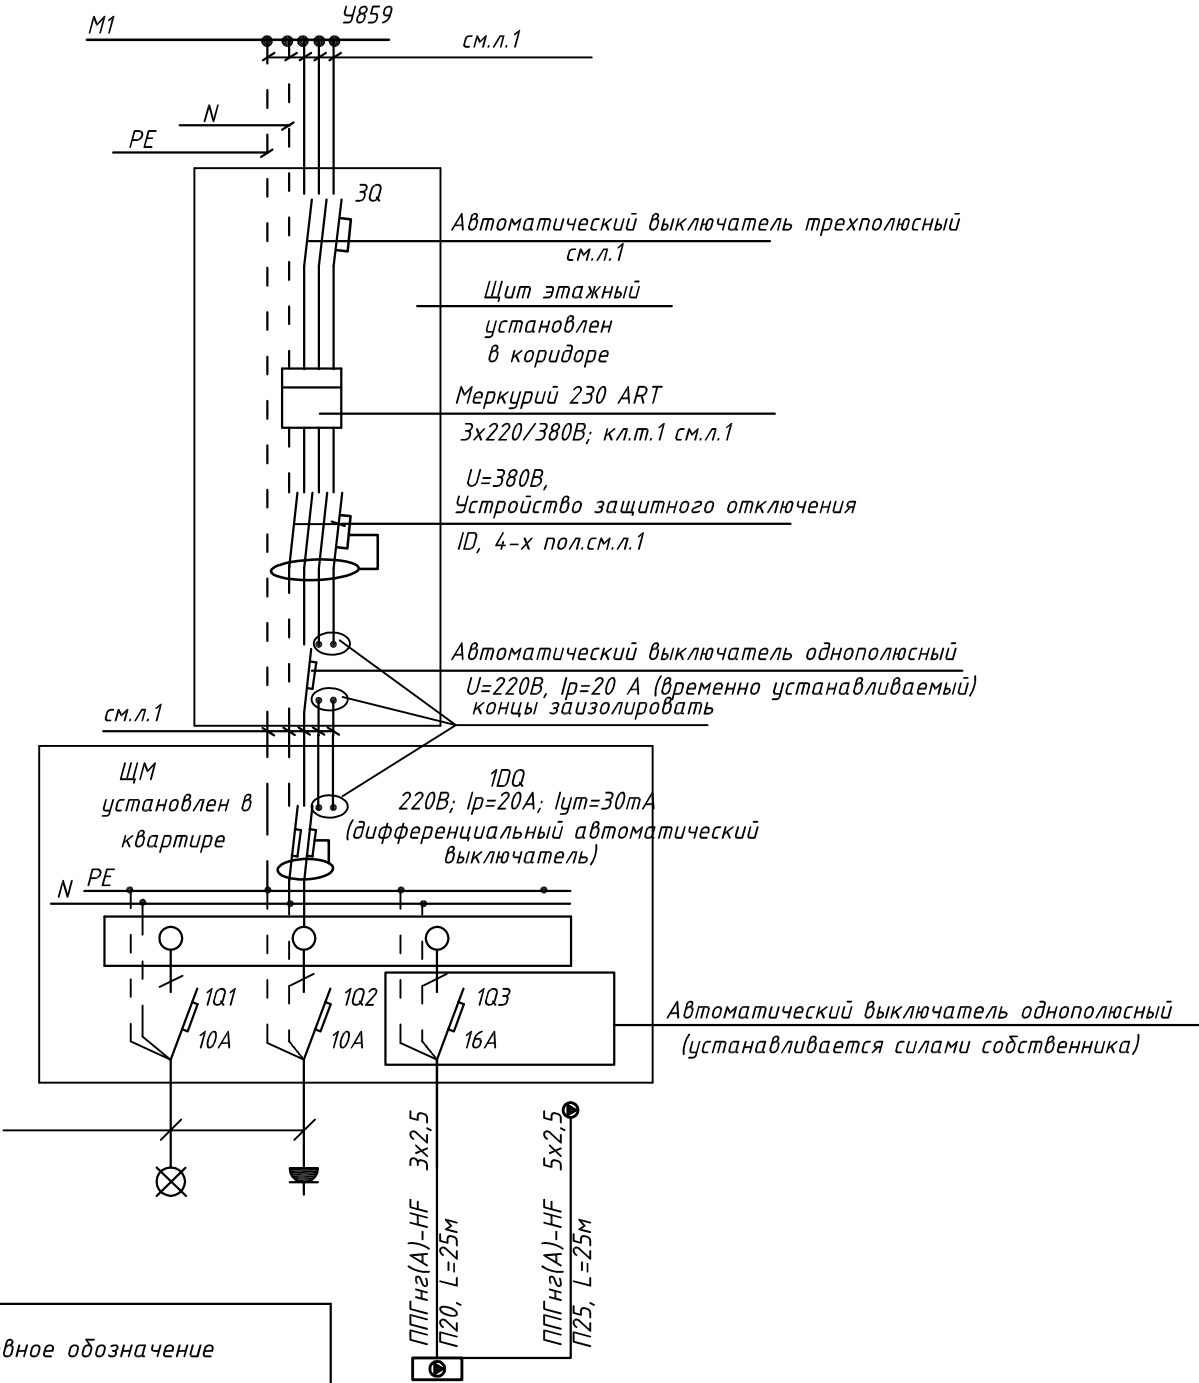 М1
У859
см.л.1
N
PE
3Q
Автоматический выключатель трехполюсный
см.л.1
Щит этажный
установлен
в коридоре
Меркурий 230 ART
3х220/380В; кл.т.1 см.л.1
U=380В,
Устройство защитного отключения
ID, 4-х пол.см.л.1
Автоматический выключатель однополюсный
U=220В, Iр=20 А (временно устанавливаемый)
концы заизолировать
см.л.1
ЩМ
установлен в
квартире
1DQ
220В; Iр=20А; Iут=30mА
(дифференциальный автоматический
выключатель)
PE
N
1Q1
10А
1Q2
10А
1Q3
16А
Автоматический выключатель однополюсный
(устанавливается силами собственника)
ППГнг(А)-HF 3х2,5
П20, L=25м
ППГнг(А)-HF 5х2,5
П25, L=25м
вное обозначение